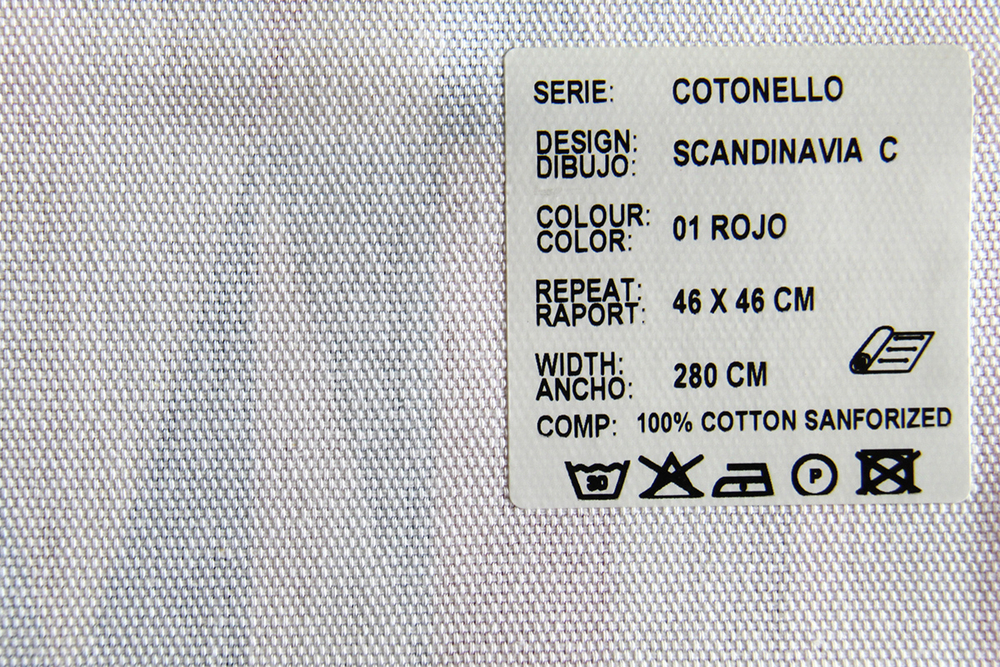 SERIE: COTONELLO
DESIGN:
DIBUJO: SCANDINAVIA C
COLOUR:
COLOR: 01 ROJO
REPEAT:
RAPORT: 46 X 46 CM
WIDTH:
ANCHO: 280 CM
COMP: 100% COTTON SANFORIZED
30 P